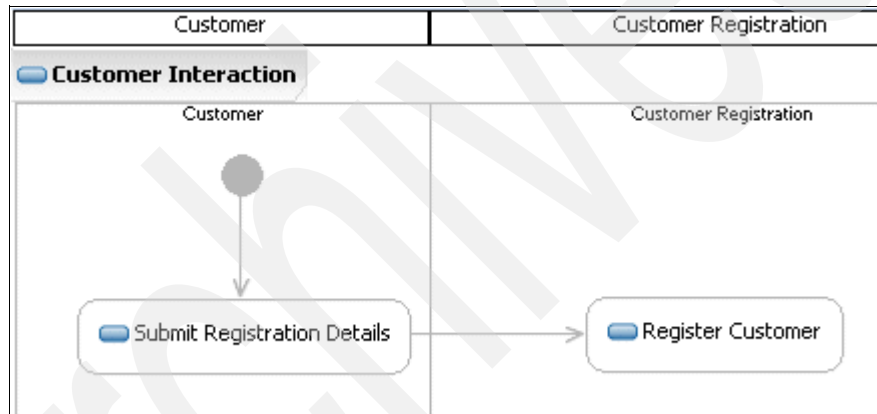 Customer
Customer Registration
Customer Interaction
Customer
Customer Registration
Submit Registration Details
Register Customer